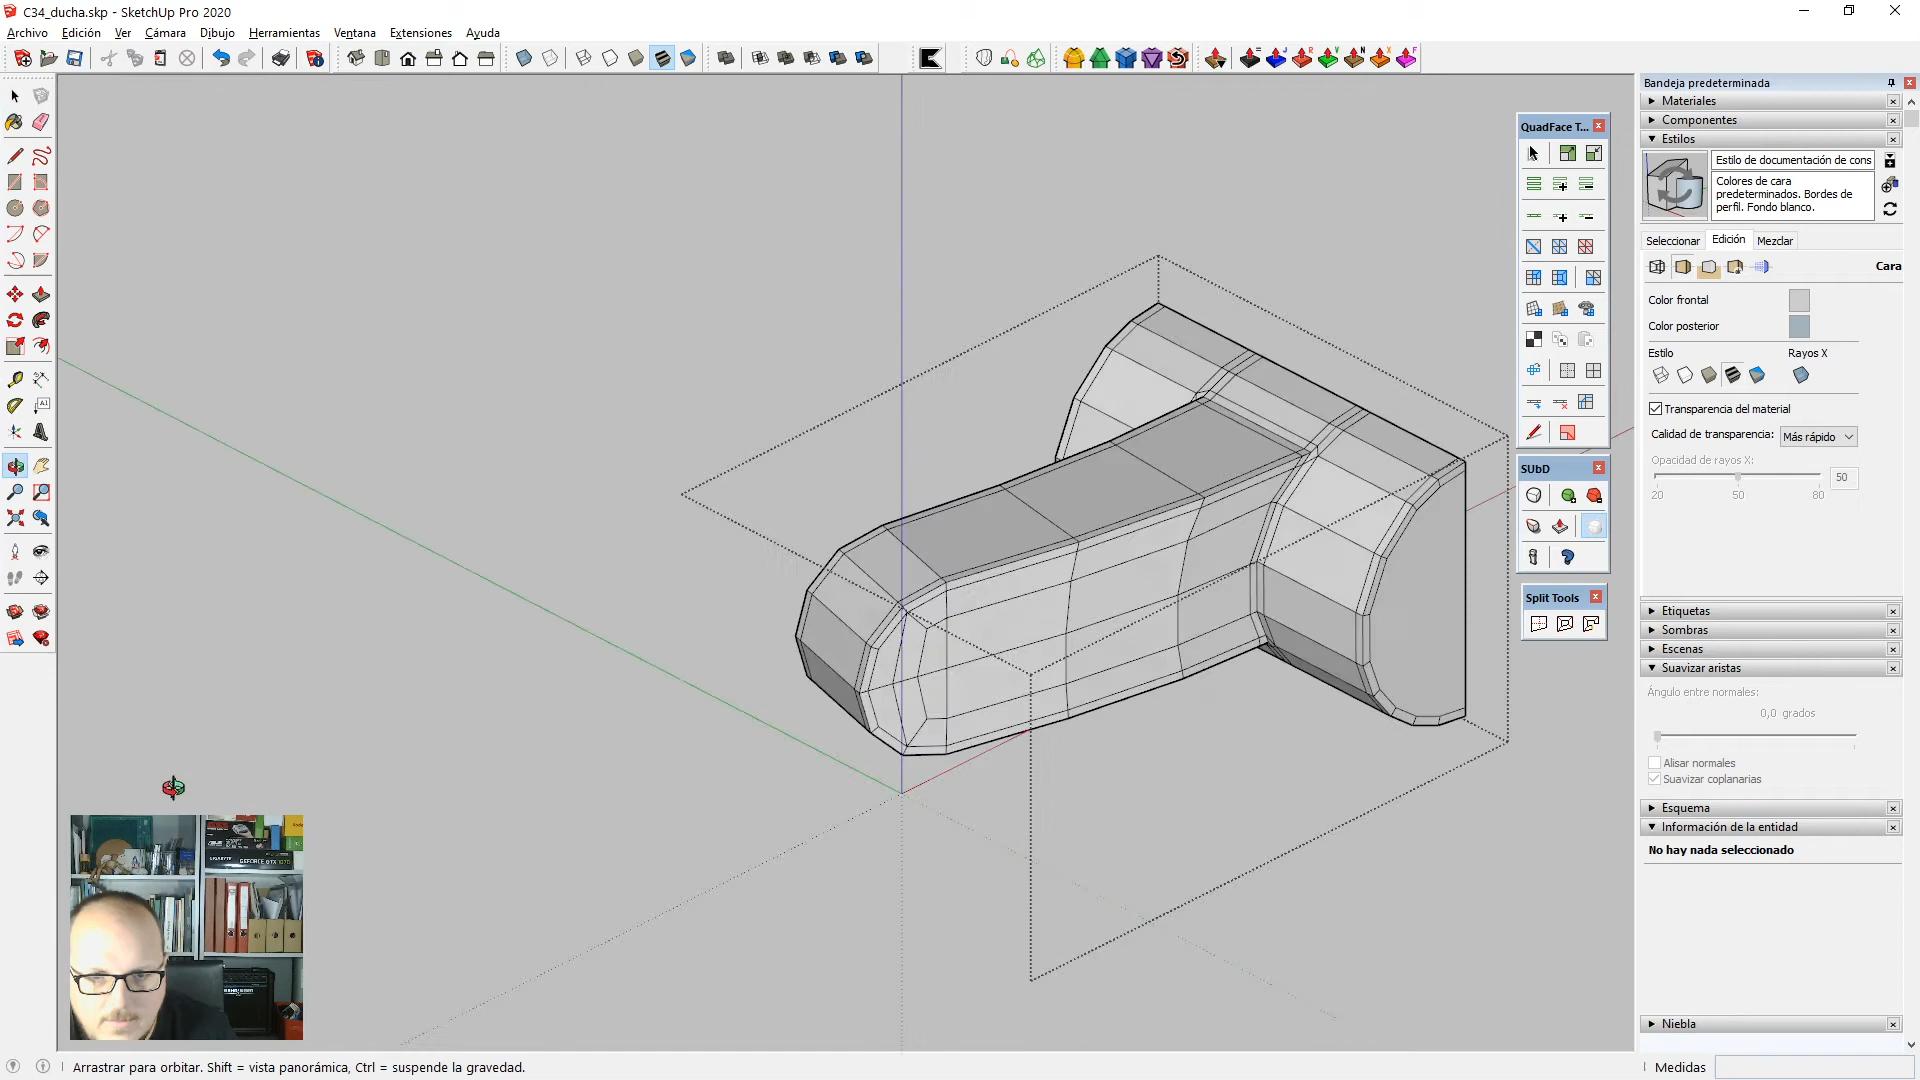 C34_ducha.skp - SketchUp Pro 2020
Archivo Edición Ver Cámara Dibujo Herramientas Ventana Extensiones Ayuda
Bandeja predeterminada
Materiales
Componentes
Estilos
Estilo de documentación de cons
Colores de cara
predeterminados. Bordes de
perfil. Fondo blanco.
Seleccionar Edición Mezclar
Cara
Color frontal
Color posterior
Estilo Rayos X
Transparencia del material
Calidad de transparencia: Más rápido
Opacidad de rayos X:
50
20 50 80
Etiquetas
Sombras
Escenas
Suavizar aristas
Ángulo entre normales:
0,0 grados
Alisar normales
Suavizar coplanarias
Esquema
Información de la entidad
No hay nada seleccionado
Niebla
QuadFace T...
SUbD
Split Tools
GEFORCE GTX 1070
Arrastrar para orbitar. Shift = vista panorámica, Ctrl = suspende la gravedad.
Medidas